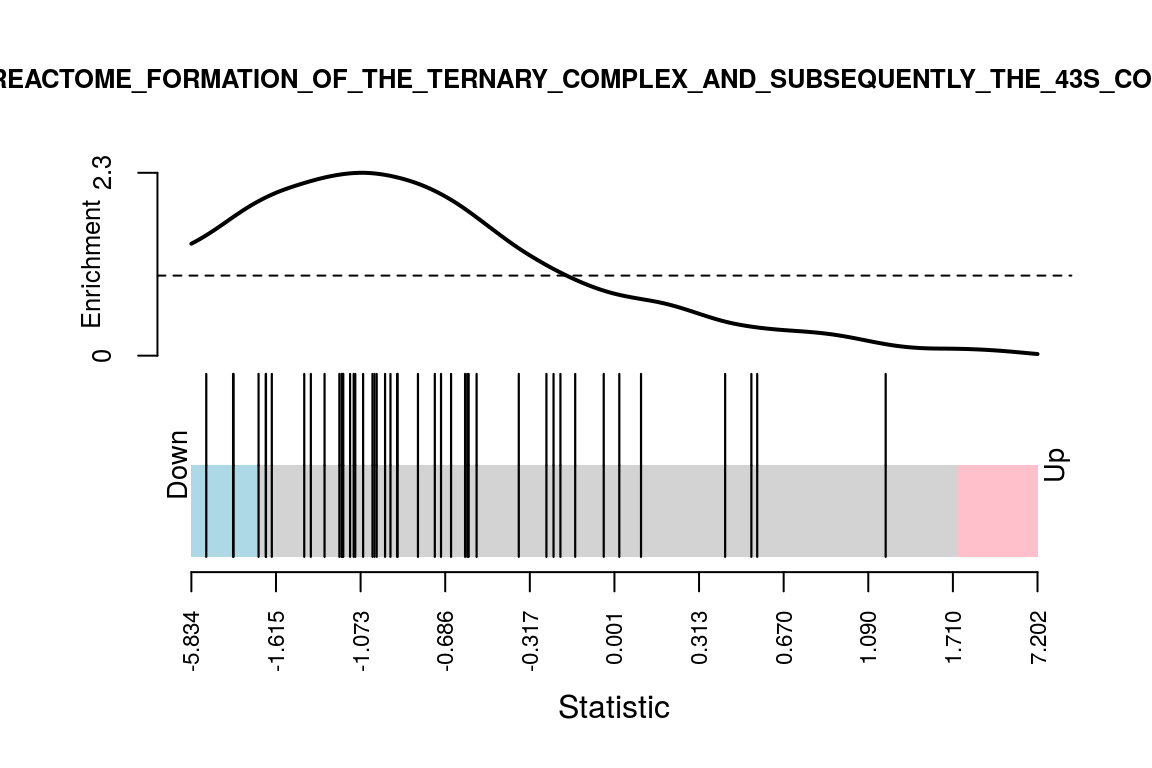 REACTOME_FORMATION_OF_THE_TERNARY_COMPLEX_AND_SUBSEQUENTLY_THE_43S_CO
Enrichment
2.3
0
Down
Up
-5.834 -1.615 -1.073 -0.686 -0.317 0.001 0.313 0.670 1.090 1.710 7.202
Statistic